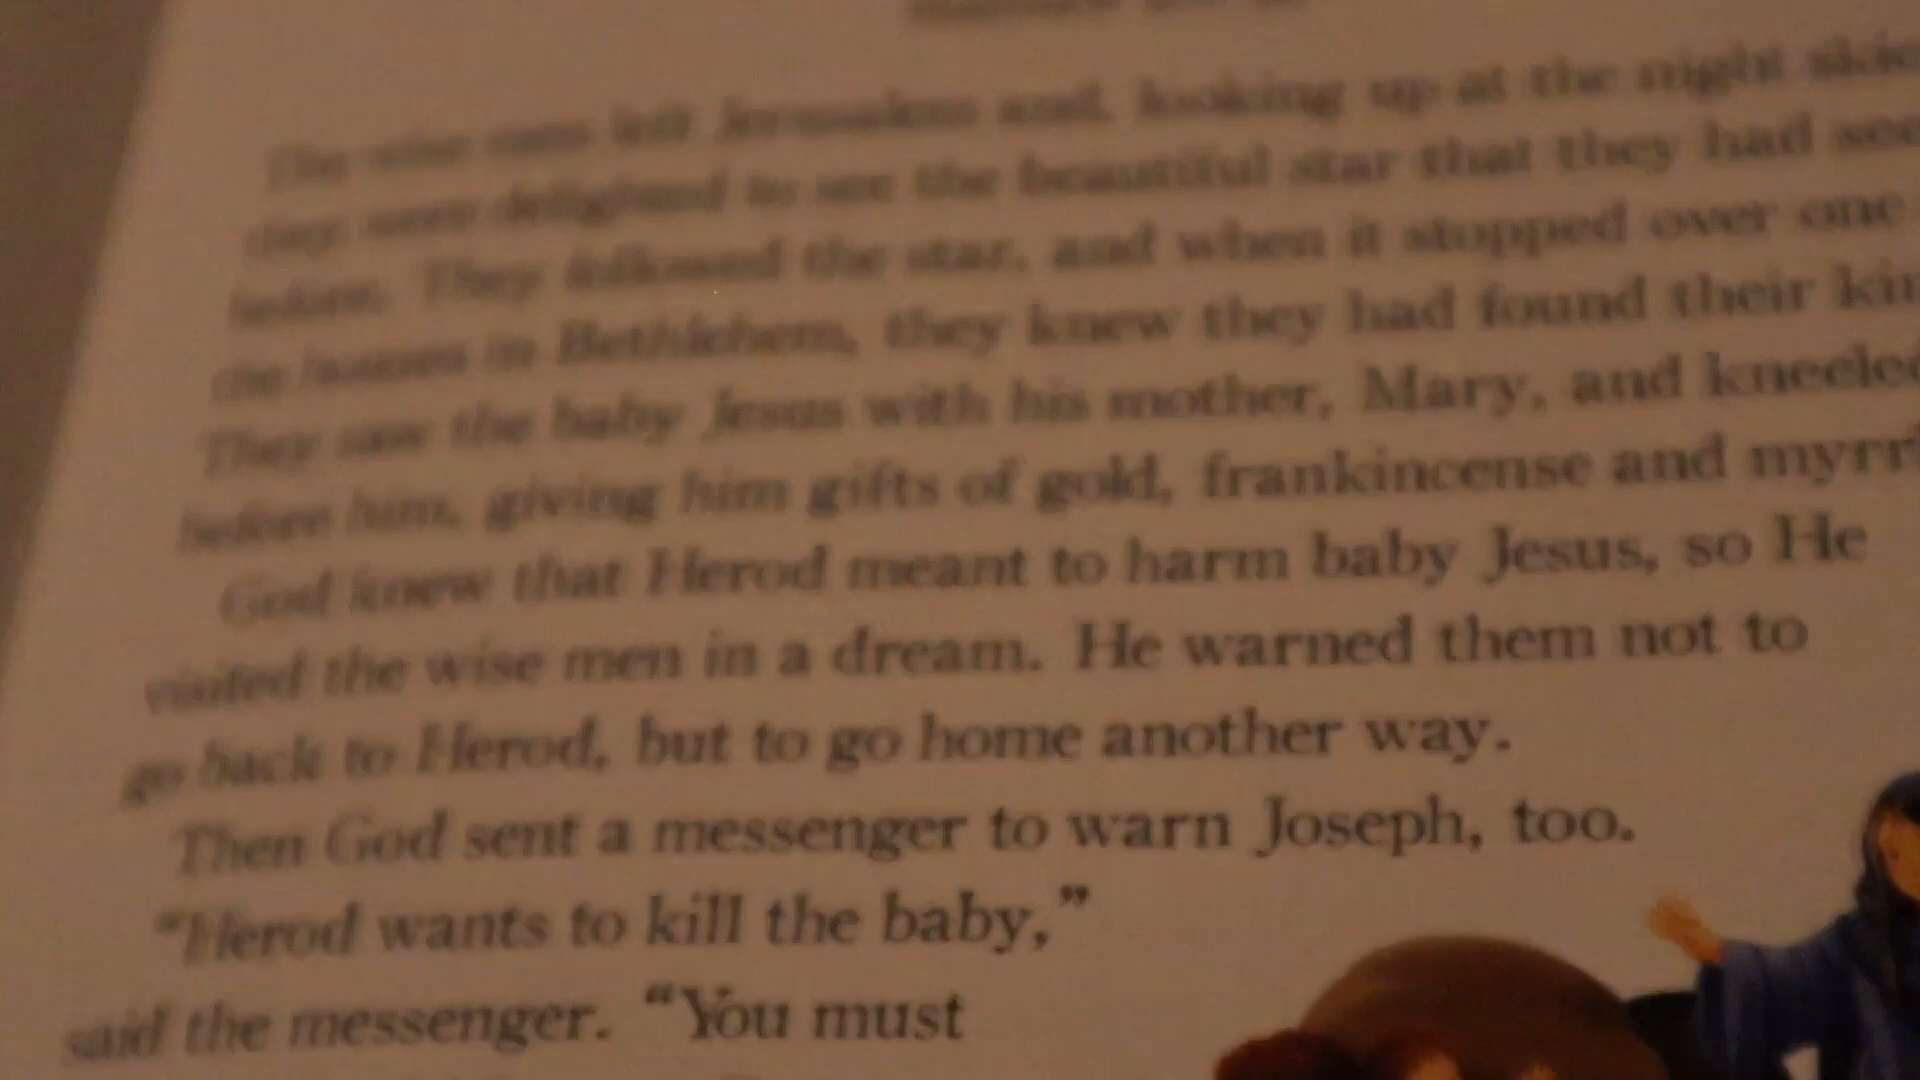 The wise men left Jerusalem and, looking up at the night
they were delighted to see the beautiful star that they had
before. They followed the star, and when it stopped over one
the houses in Bethlehem, they knew they had found their
They saw the baby Jesus with his mother, Mary, and kneeled
before him, giving him gifts of gold, frankincense and
God knew that Herod meant to harm baby Jesus, so He
visited the wise men in a dream. He warned them not to
go back to Herod, but to go home another way.
Then God sent a messenger to warn Joseph, too.
“Herod wants to kill the baby,”
said the messenger. “You must